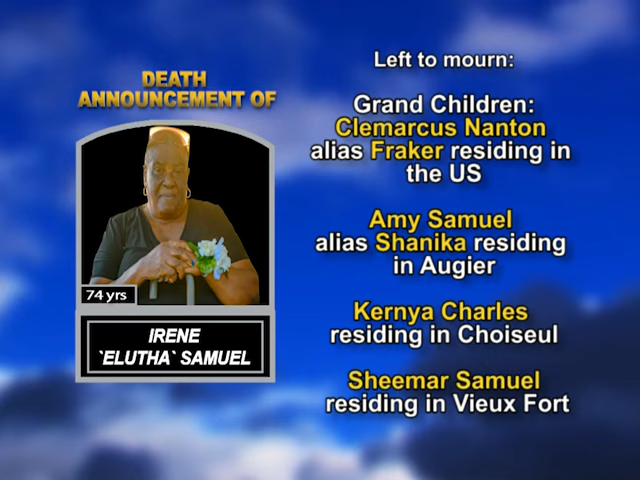 DEATH
ANNOUNCEMENT OF
74 yrs
IRENE
`ELUTHA` SAMUEL
Left to mourn:
Grand Children:
Clemarcus Nanton
alias Fraker residing in
the US
Amy Samuel
alias Shanika residing
in Augier
Kernya Charles
residing in Choiseul
Sheemar Samuel
residing in Vieux Fort